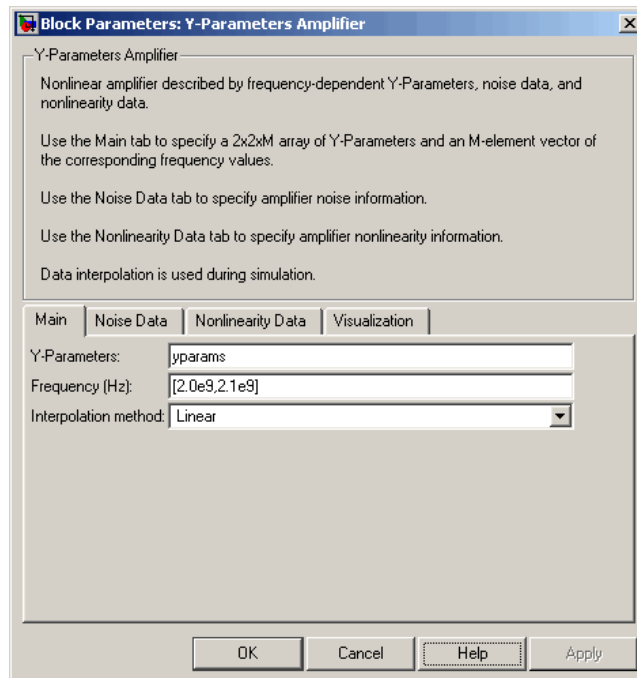 Block Parameters: Y-Parameters Amplifier
Y-Parameters Amplifier
Nonlinear amplifier described by frequency-dependent Y-Parameters, noise data, and
nonlinearity data.
Use the Main tab to specify a 2x2xM array of Y-Parameters and an M-element vector of
the corresponding frequency values.
Use the Noise Data tab to specify amplifier noise information.
Use the Nonlinearity Data tab to specify amplifier nonlinearity information.
Data interpolation is used during simulation.
Main Noise Data Nonlinearity Data Visualization
Y-Parameters: yparams
Frequency (Hz): [2.0e9,2.1e9]
Interpolation method: Linear
OK Cancel Help Apply